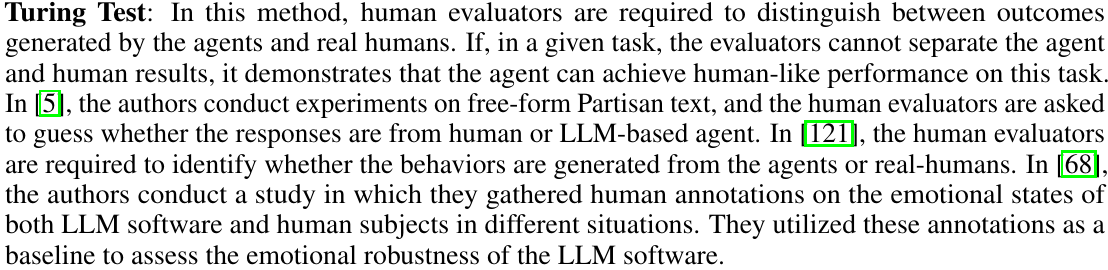 Turing Test: In this method, human evaluators are required to distinguish between outcomes
generated by the agents and real humans. If, in a given task, the evaluators cannot separate the agent
and human results, it demonstrates that the agent can achieve human-like performance on this task.
In [5], the authors conduct experiments on free-form Partisan text, and the human evaluators are asked
to guess whether the responses are from human or LLM-based agent. In [121], the human evaluators
are required to identify whether the behaviors are generated from the agents or real-humans. In [68],
the authors conduct a study in which they gathered human annotations on the emotional states of
both LLM software and human subjects in different situations. They utilized these annotations as a
baseline to assess the emotional robustness of the LLM software.